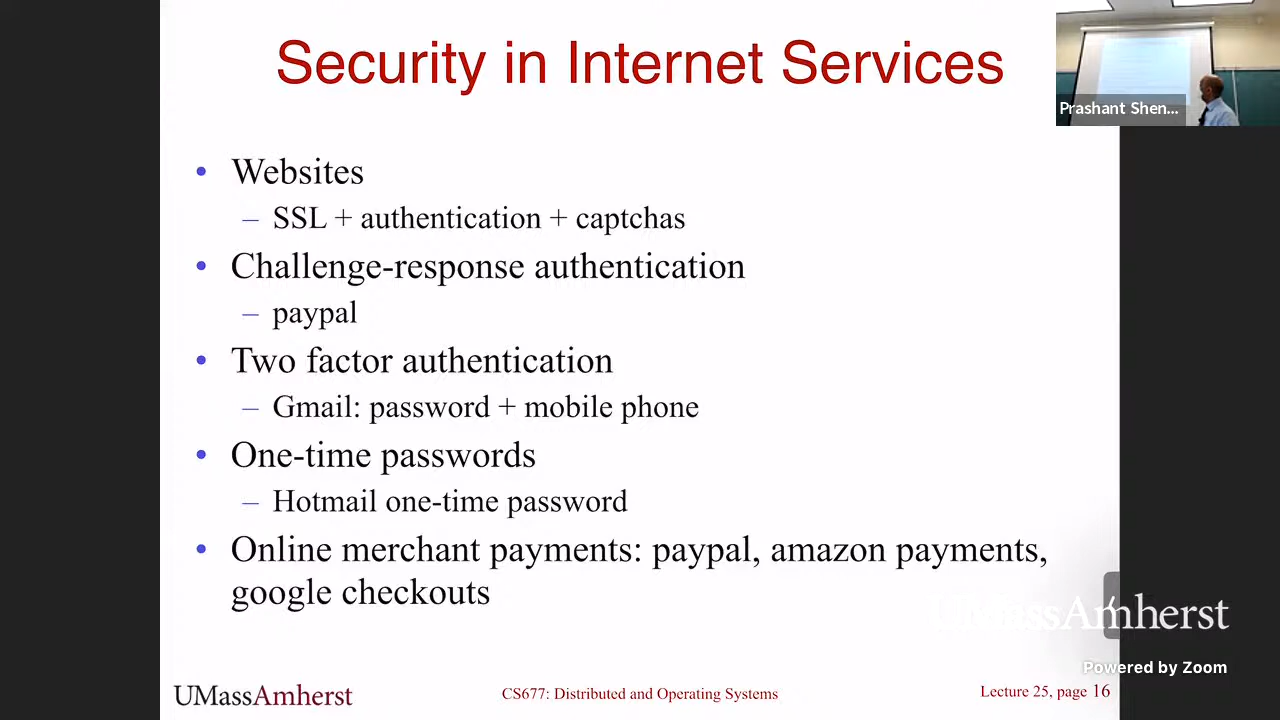 Security in Internet Services
Prashant Shen...
• Websites
– SSL + authentication + captchas
• Challenge-response authentication
– paypal
• Two factor authentication
– Gmail: password + mobile phone
• One-time passwords
– Hotmail one-time password
• Online merchant payments: paypal, amazon payments,
google checkouts
UMassAmherst
Powered by Zoom
UMassAmherst
CS677: Distributed and Operating Systems
Lecture 25, page 16